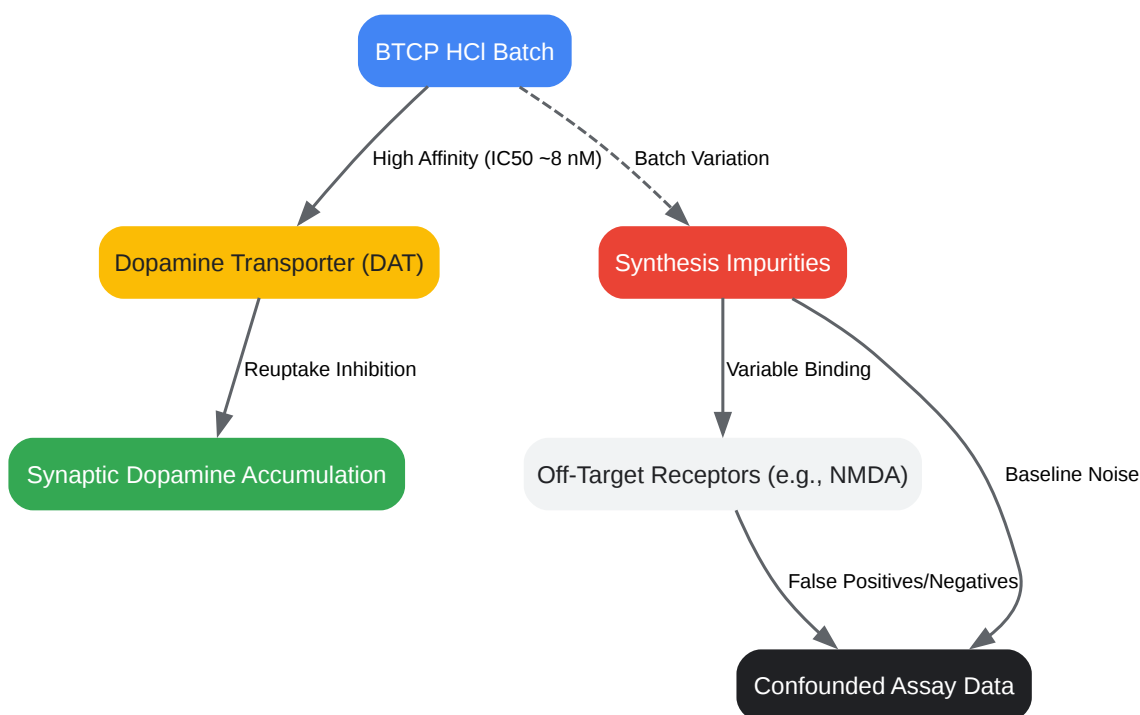 BTCP HCl Batch
High Affinity (IC50 ~8 nM)
Batch Variation
Dopamine Transporter (DAT)
Synthesis Impurities
Reuptake Inhibition
Variable Binding
Synaptic Dopamine Accumulation
Off-Target Receptors (e.g., NMDA)
Baseline Noise
False Positives/Negatives
Confounded Assay Data